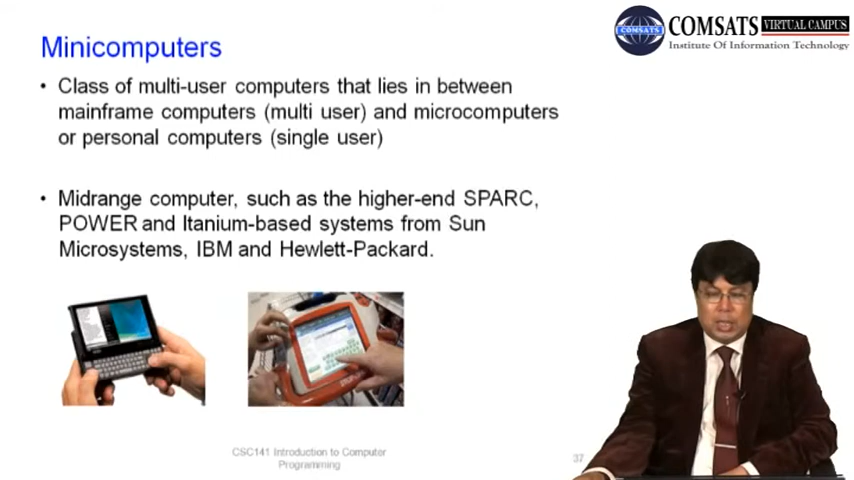 Minicomputers
• Class of multi-user computers that lies in between
mainframe computers (multi user) and microcomputers
or personal computers (single user)
• Midrange computer, such as the higher-end SPARC,
POWER and Itanium-based systems from Sun
Microsystems, IBM and Hewlett-Packard.
CSC141 Introduction to Computer
Programming
37
COMSATS
COMSATS VIRTUAL CAMPUS
Institute Of Information Technology